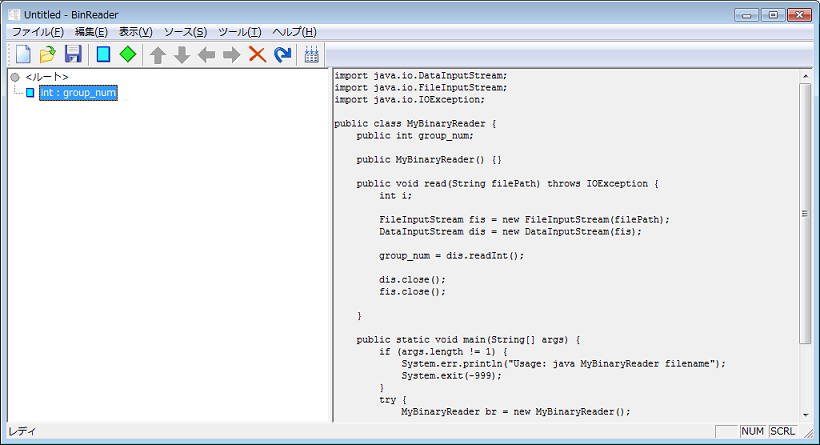 Untitled - BinReader
ファイル(F) 編集(E) 表示(V) ソース(S) ツール(T) ヘルプ(H)
<ルート>
int : group_num
import java.io.DataInputStream;
import java.io.FileInputStream;
import java.io.IOException;
public class MyBinaryReader {
    public int group_num;
    public MyBinaryReader() {}
    public void read(String filePath) throws IOException {
        int i;
        FileInputStream fis = new FileInputStream(filePath);
        DataInputStream dis = new DataInputStream(fis);
        group_num = dis.readInt();
        dis.close();
        fis.close();
    }
    public static void main(String[] args) {
        if (args.length != 1) {
            System.err.println("Usage: java MyBinaryReader filename");
            System.exit(-999);
        }
        try {
            MyBinaryReader br = new MyBinaryReader();
レディ
NUM SCRL